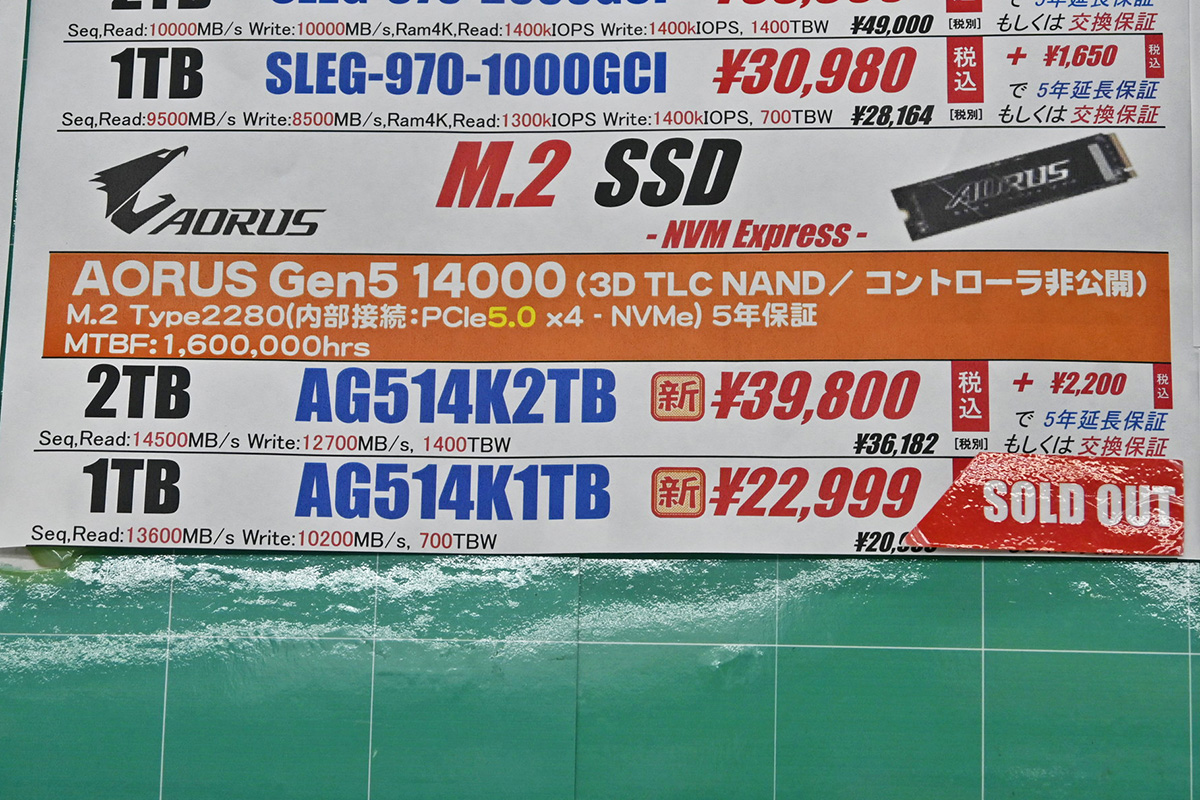 Seq,Read:10000MB/s Write:10000MB/s,Ram4K,Read:1400kIOPS Write:1400kIOPS, 1400TBW ¥49,000 [税別] もしくは 交換保証
1TB SLEG-970-1000GCI ¥30,980 税込 + ¥1,650 税込
で 5年延長保証
Seq,Read:9500MB/s Write:8500MB/s,Ram4K,Read:1300kIOPS Write:1400kIOPS, 700TBW ¥28,164 [税別] もしくは 交換保証
AORUS M.2 SSD AORUS
- NVM Express -
AORUS Gen5 14000 (3D TLC NAND/ コントローラ非公開)
M.2 Type2280(内部接続:PCIe5.0 x4 - NVMe) 5年保証
MTBF:1,600,000hrs
2TB AG514K2TB 新 ¥39,800 税込 + ¥2,200 税込
で 5年延長保証
Seq,Read:14500MB/s Write:12700MB/s, 1400TBW ¥36,182 [税別] もしくは 交換保証
1TB AG514K1TB 新 ¥22,999 SOLD OUT
Seq,Read:13600MB/s Write:10200MB/s, 700TBW